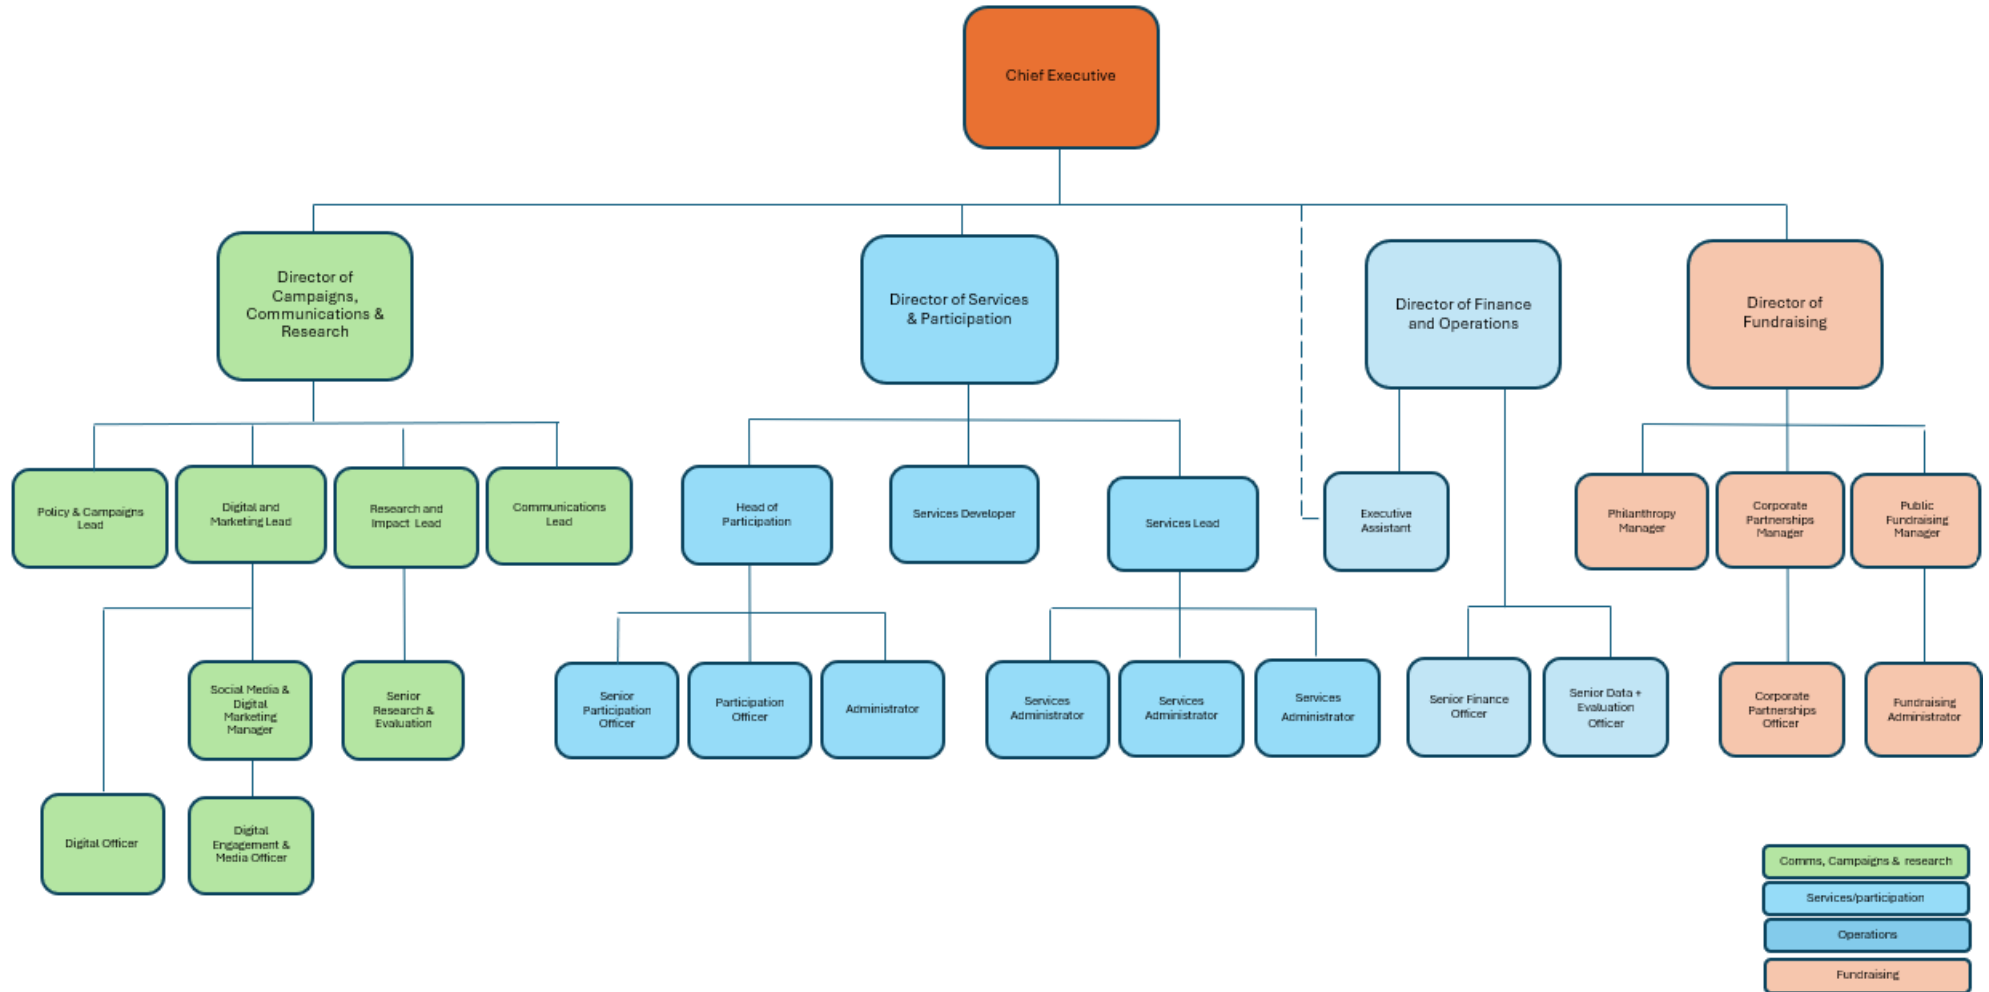 Chief Executive
Director of
Campaigns,
Communications &
Research
Director of Services
& Participation
Director of Finance
and Operations
Director of
Fundraising
Policy & Campaigns
Lead
Digital and
Marketing Lead
Research and
Impact Lead
Communications
Lead
Head of
Participation
Services Developer
Services Lead
Executive
Assistant
Philanthropy
Manager
Corporate
Partnerships
Manager
Public
Fundraising
Manager
Social Media &
Digital
Marketing
Manager
Senior
Research &
Evaluation
Senior
Participation
Officer
Participation
Officer
Administrator
Services
Administrator
Services
Administrator
Services
Administrator
Senior Finance
Officer
Senior Data +
Evaluation
Officer
Corporate
Partnerships
Officer
Fundraising
Administrator
Digital Officer
Digital
Engagement &
Media Officer
Comms, Campaigns & research
Services/participation
Operations
Fundraising